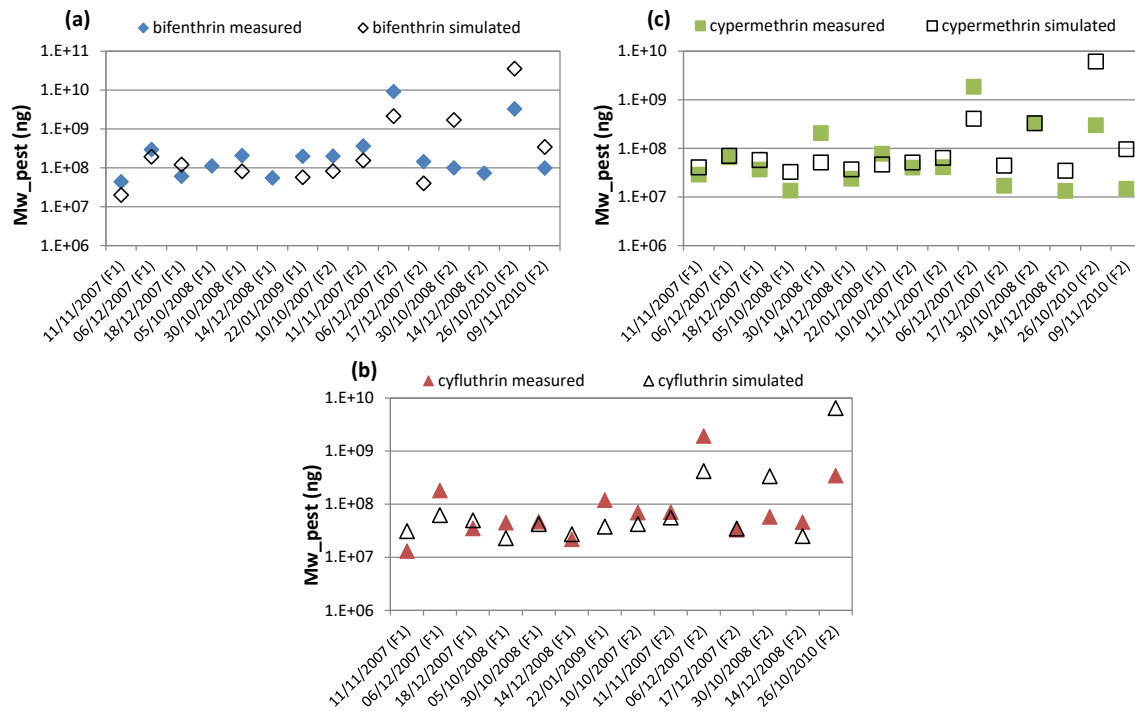 (a)
bifenthrin measured
bifenthrin simulated
Mw_pest (ng)
1.E+11
1.E+10
1.E+09
1.E+08
1.E+07
1.E+06
11/11/2007 (F1)
06/12/2007 (F1)
18/12/2007 (F1)
05/10/2008 (F1)
30/10/2008 (F1)
14/12/2008 (F1)
22/01/2009 (F1)
10/10/2007 (F2)
11/11/2007 (F2)
06/12/2007 (F2)
17/12/2007 (F2)
30/10/2008 (F2)
14/12/2008 (F2)
26/10/2010 (F2)
09/11/2010 (F2)
(c)
cypermethrin measured
cypermethrin simulated
Mw_pest (ng)
1.E+10
1.E+09
1.E+08
1.E+07
1.E+06
11/11/2007 (F1)
06/12/2007 (F1)
18/12/2007 (F1)
05/10/2008 (F1)
30/10/2008 (F1)
14/12/2008 (F1)
22/01/2009 (F1)
10/10/2007 (F2)
11/11/2007 (F2)
06/12/2007 (F2)
17/12/2007 (F2)
30/10/2008 (F2)
14/12/2008 (F2)
26/10/2010 (F2)
09/11/2010 (F2)
(b)
cyfluthrin measured
cyfluthrin simulated
Mw_pest (ng)
1.E+10
1.E+09
1.E+08
1.E+07
1.E+06
11/11/2007 (F1)
06/12/2007 (F1)
18/12/2007 (F1)
05/10/2008 (F1)
30/10/2008 (F1)
14/12/2008 (F1)
22/01/2009 (F1)
10/10/2007 (F2)
11/11/2007 (F2)
06/12/2007 (F2)
17/12/2007 (F2)
30/10/2008 (F2)
14/12/2008 (F2)
26/10/2010 (F2)